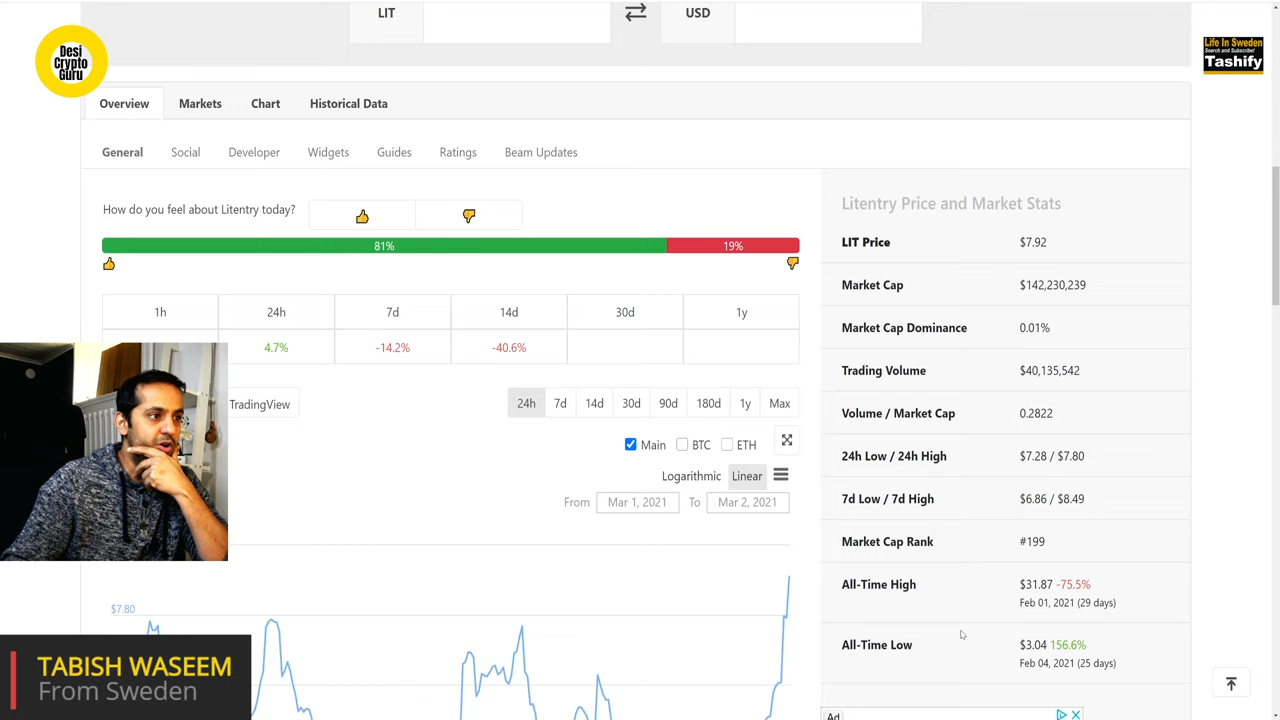 LIT
USD
Desi
Crypto
Guru
Life In Sweden
Search and Subscribe!
Tashify
Overview
Markets
Chart
Historical Data
General
Social
Developer
Widgets
Guides
Ratings
Beam Updates
How do you feel about Litentry today?
81%
19%
1h
24h
7d
14d
30d
1y
4.7%
-14.2%
-40.6%
TradingView
24h
7d
14d
30d
90d
180d
1y
Max
Main
BTC
ETH
Logarithmic
Linear
From
Mar 1, 2021
To
Mar 2, 2021
$7.80
Litentry Price and Market Stats
LIT Price
$7.92
Market Cap
$142,230,239
Market Cap Dominance
0.01%
Trading Volume
$40,135,542
Volume / Market Cap
0.2822
24h Low / 24h High
$7.28 / $7.80
7d Low / 7d High
$6.86 / $8.49
Market Cap Rank
#199
All-Time High
$31.87 -75.5%
Feb 01, 2021 (29 days)
All-Time Low
$3.04 156.6%
Feb 04, 2021 (25 days)
Ad
TABISH WASEEM
From Sweden